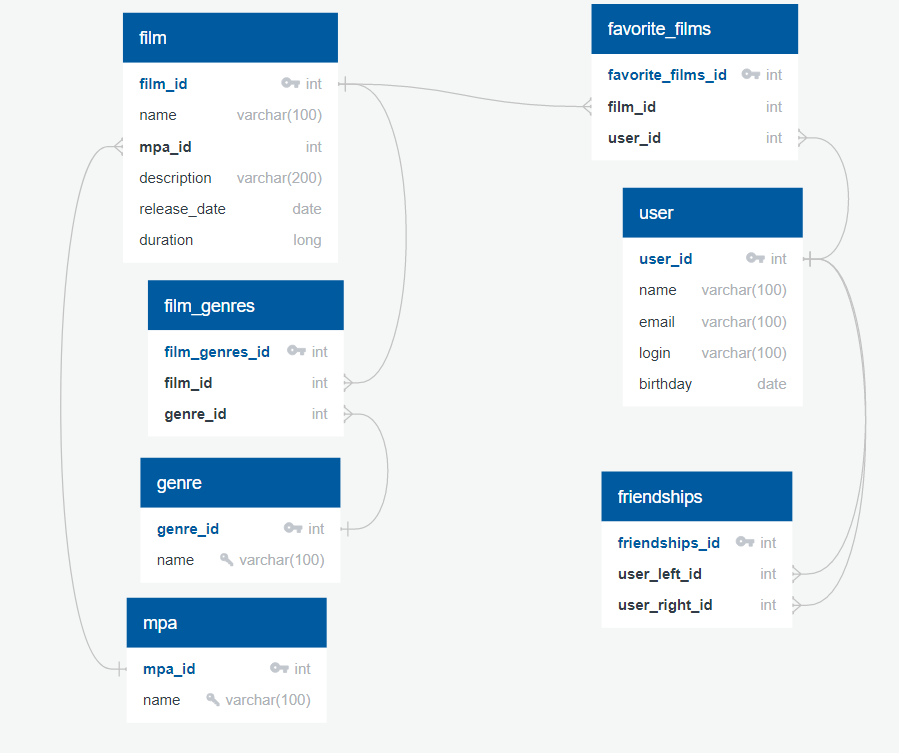 film
film_id int
name varchar(100)
mpa_id int
description varchar(200)
release_date date
duration long
film_genres
film_genres_id int
film_id int
genre_id int
genre
genre_id int
name varchar(100)
mpa
mpa_id int
name varchar(100)
favorite_films
favorite_films_id int
film_id int
user_id int
user
user_id int
name varchar(100)
email varchar(100)
login varchar(100)
birthday date
friendships
friendships_id int
user_left_id int
user_right_id int